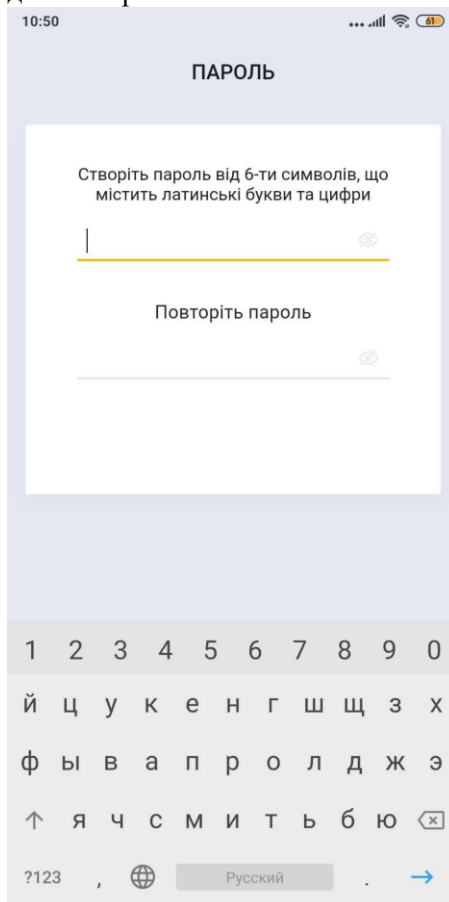 10:50
61
ПАРОЛЬ
Створіть пароль від 6-ти символів, що
містить латинські букви та цифри
Повторіть пароль
1 2 3 4 5 6 7 8 9 0
й ц у к е н г ш щ з х
ф ы в а п р о л д ж э
я ч с м и т ь б ю
?123 , Русский .